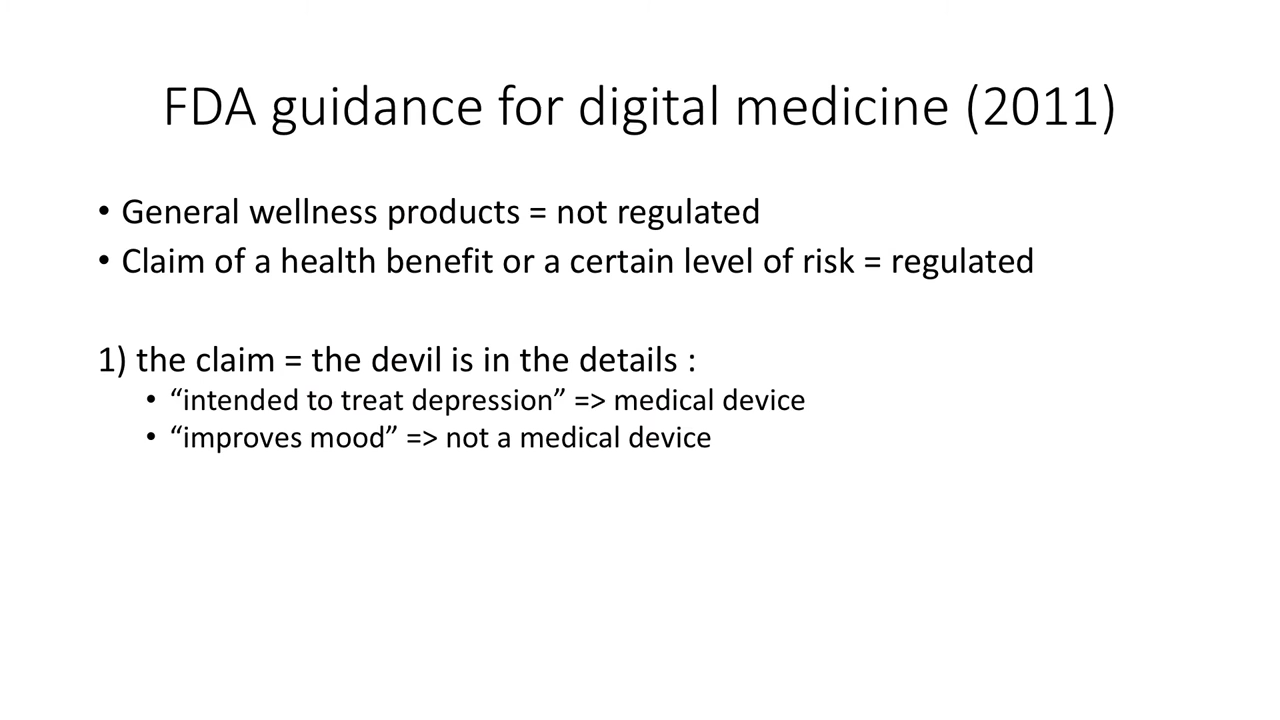 FDA guidance for digital medicine (2011)
• General wellness products = not regulated
• Claim of a health benefit or a certain level of risk = regulated
1) the claim = the devil is in the details :
• “intended to treat depression” => medical device
• “improves mood” => not a medical device